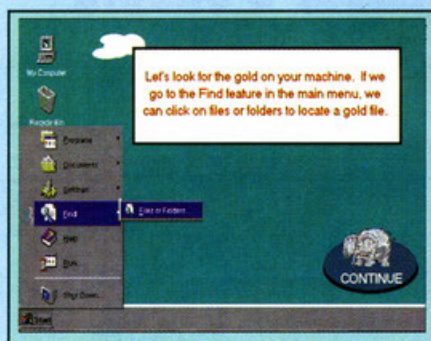 My Computer
Let's look for the gold on your machine. If we
go to the Find feature in the main menu, we
can click on files or folders to locate a gold file.
Recycle Bin
Programs
Documents
Settings
Find
Files or Folders...
Help
Run...
Shut Down...
CONTINUE
Start